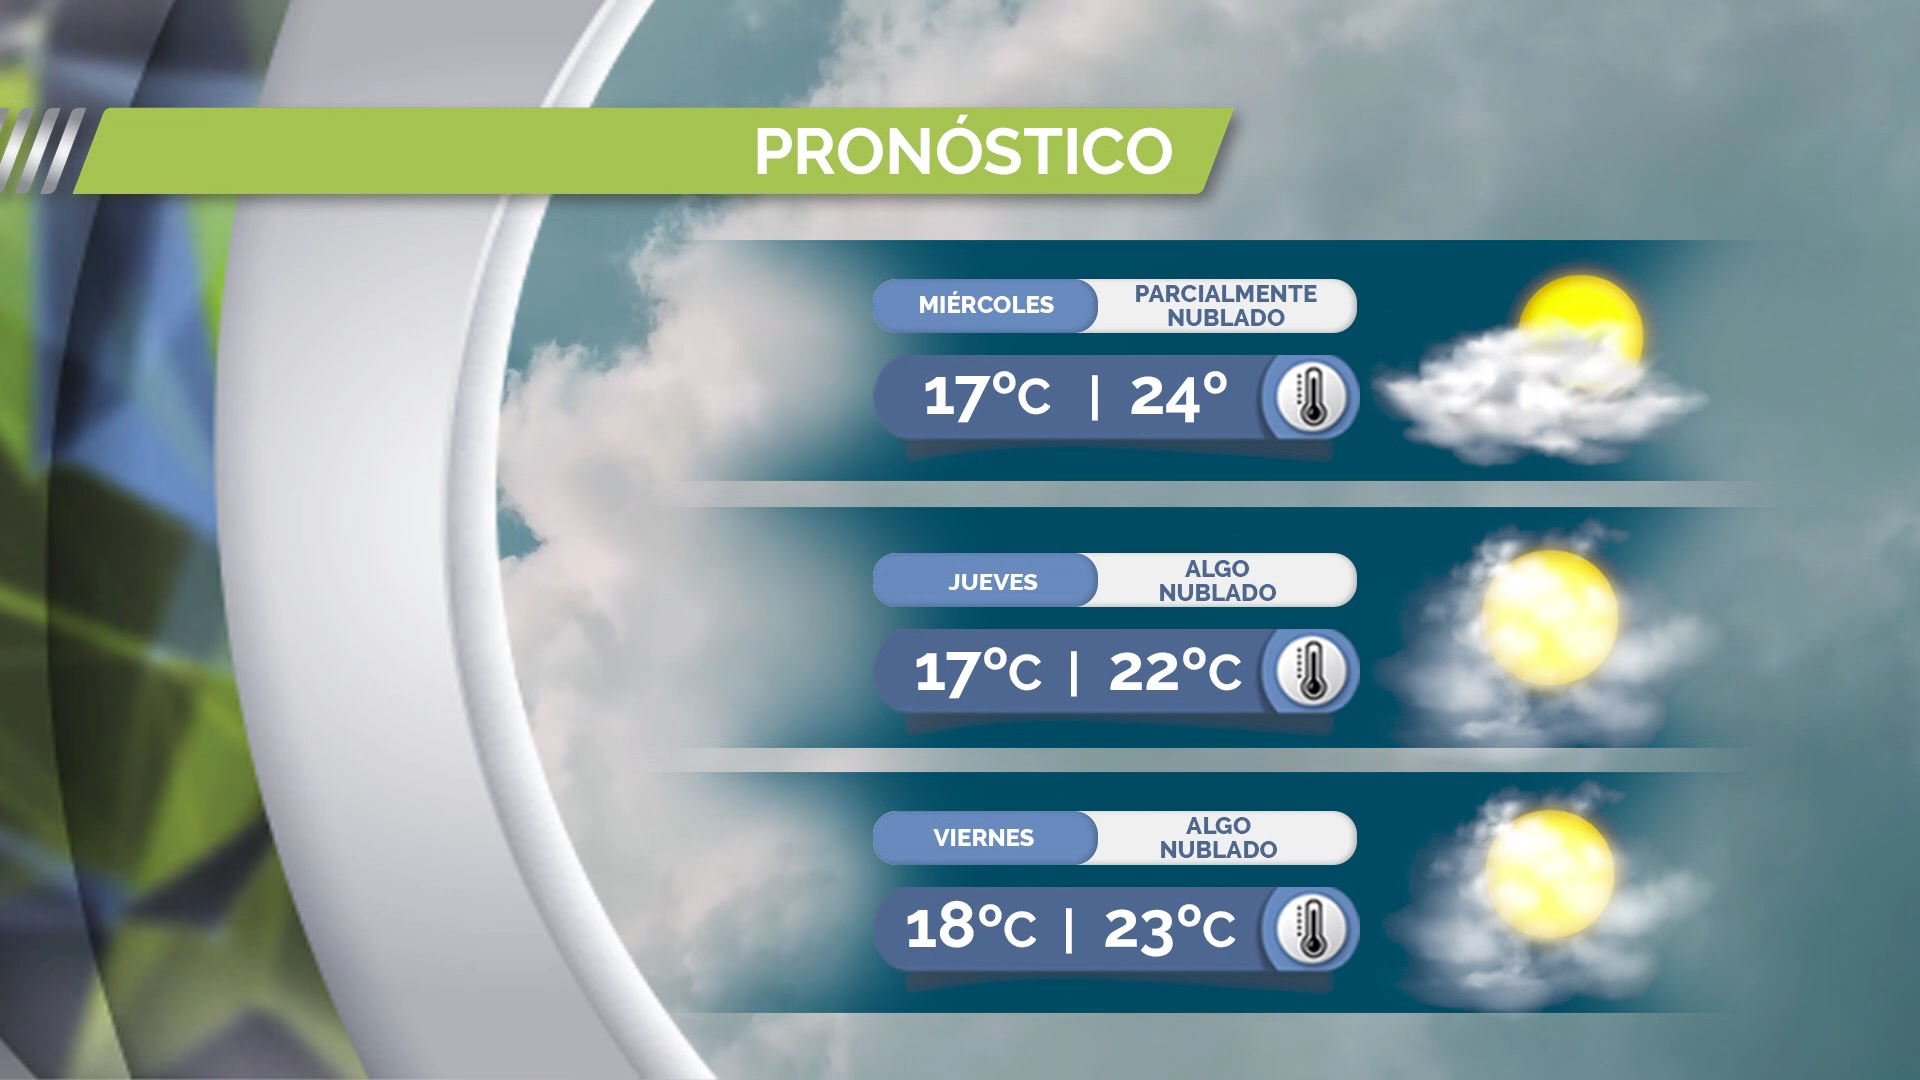 PRONÓSTICO
MIÉRCOLES
PARCIALMENTE
NUBLADO
17°C | 24°
JUEVES
ALGO
NUBLADO
17°C | 22°C
VIERNES
ALGO
NUBLADO
18°C | 23°C